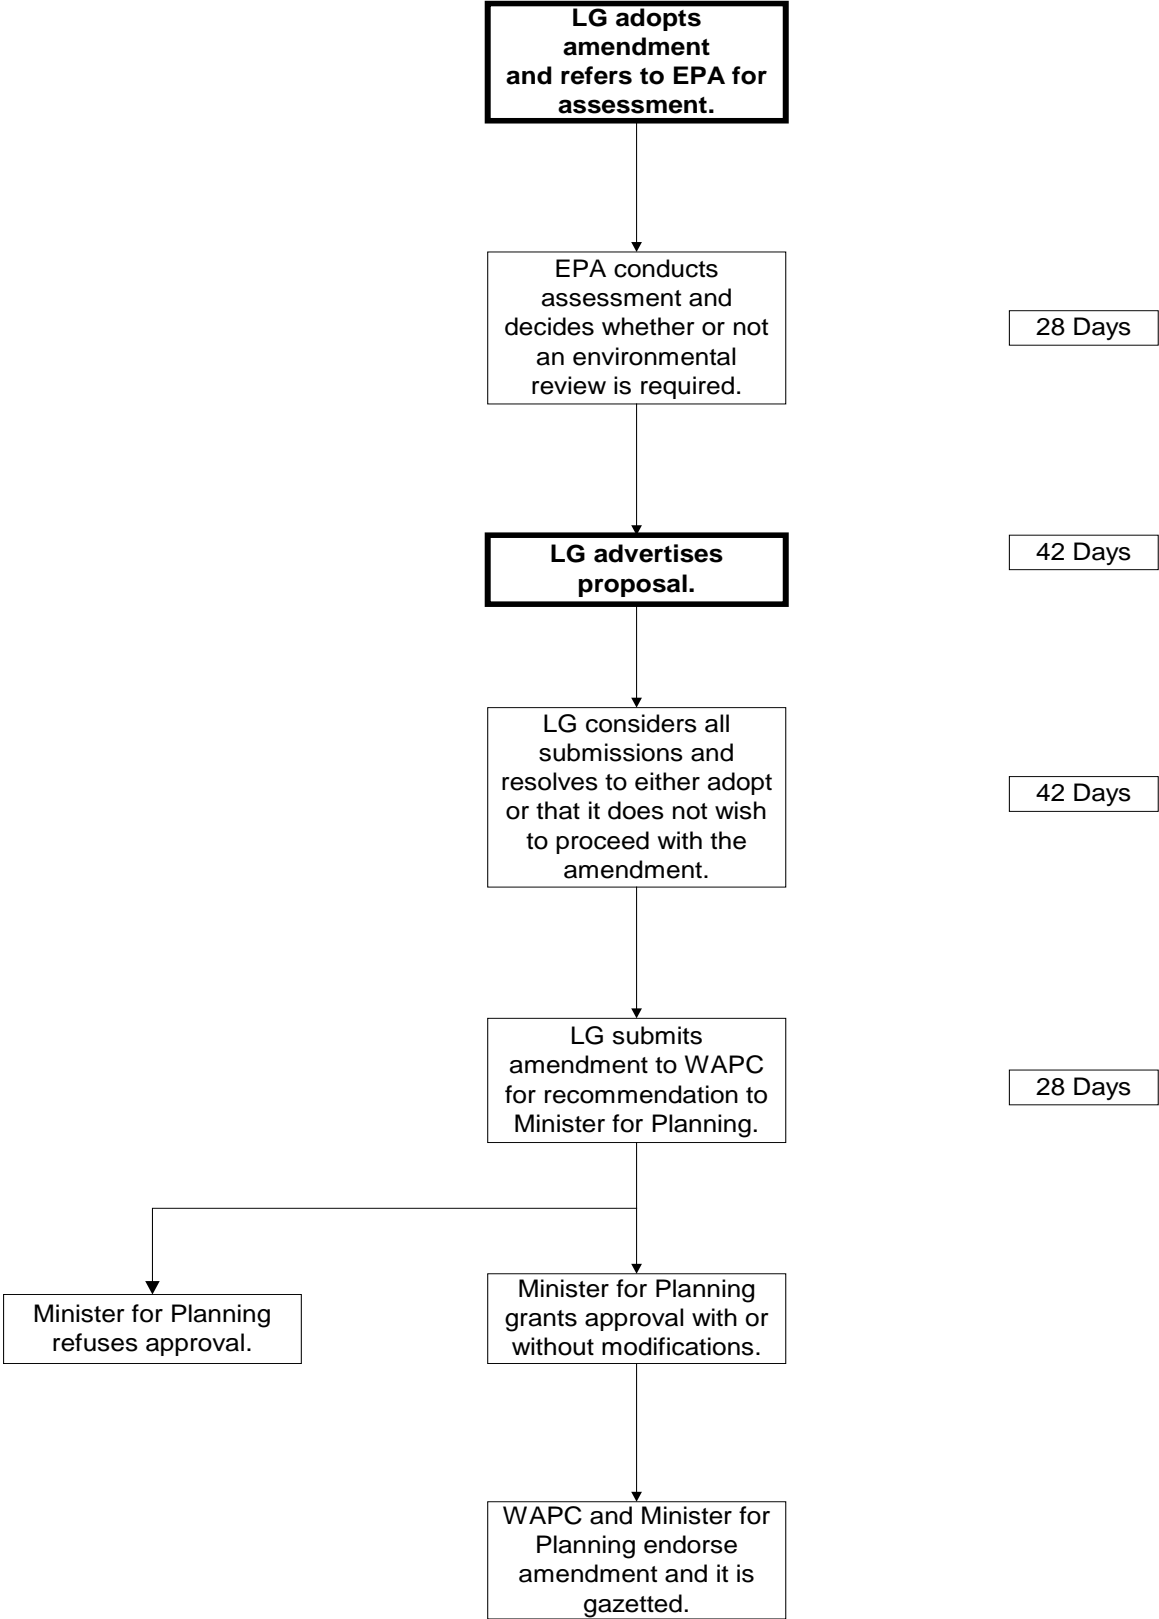 LG adopts
amendment
and refers to EPA for
assessment.
EPA conducts
assessment and
decides whether or not
an environmental
review is required.
28 Days
LG advertises
proposal.
42 Days
LG considers all
submissions and
resolves to either adopt
or that it does not wish
to proceed with the
amendment.
42 Days
LG submits
amendment to WAPC
for recommendation to
Minister for Planning.
28 Days
Minister for Planning
refuses approval.
Minister for Planning
grants approval with or
without modifications.
WAPC and Minister for
Planning endorse
amendment and it is
gazetted.